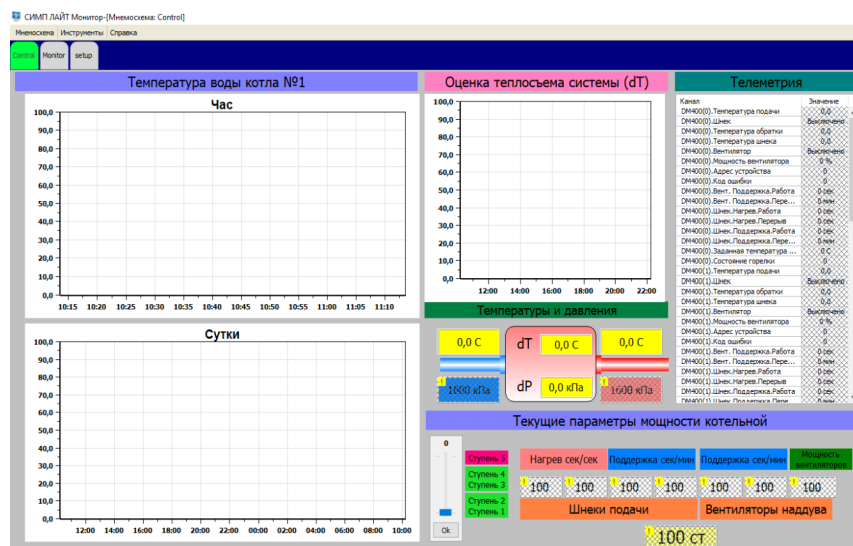 СИМП ЛАЙТ Монитор-[Мнемосхема: Control]
Мнемосхема Инструменты Справка
Control Monitor setup
Температура воды котла №1
Час
100,0
90,0
80,0
70,0
60,0
50,0
40,0
30,0
20,0
10,0
0,0
10:15 10:20 10:25 10:30 10:35 10:40 10:45 10:50 10:55 11:00 11:05 11:10
Сутки
100,0
90,0
80,0
70,0
60,0
50,0
40,0
30,0
20,0
10,0
0,0
12:00 14:00 16:00 18:00 20:00 22:00 00:00 02:00 04:00 06:00 08:00 10:00
Оценка теплосъема системы (dT)
100,0
90,0
80,0
70,0
60,0
50,0
40,0
30,0
20,0
10,0
0,0
12:00 14:00 16:00 18:00 20:00 22:00
Температуры и давления
0,0 C dT 0,0 C 0,0 C
! 1600 кПа dP 0,0 кПа ! 1600 кПа
Телеметрия
Канал Значение
DM400(0).Температура подачи 0,0
DM400(0).Шнек Выключено
DM400(0).Температура обратки 0,0
DM400(0).Температура шнека 0,0
DM400(0).Вентилятор Выключено
DM400(0).Мощность вентилятора 0 %
DM400(0).Адрес устройства 0
DM400(0).Код ошибки 0
DM400(0).Вент. Поддержка.Работа 0 сек
DM400(0).Вент. Поддержка.Пере... 0 мин
DM400(0).Шнек.Нагрев.Работа 0 сек
DM400(0).Шнек.Нагрев.Перерыв 0 сек
DM400(0).Шнек.Поддержка.Работа 0 сек
DM400(0).Шнек.Поддержка.Пере... 0 мин
DM400(0).Заданная температура ... 0 C
DM400(0).Состояние горелки 0
DM400(1).Температура подачи 0,0
DM400(1).Шнек Выключено
DM400(1).Температура обратки 0,0
DM400(1).Температура шнека 0,0
DM400(1).Вентилятор Выключено
DM400(1).Мощность вентилятора 0 %
DM400(1).Адрес устройства 0
DM400(1).Код ошибки 0
DM400(1).Вент. Поддержка.Работа 0 сек
DM400(1).Вент. Поддержка.Пере... 0 мин
DM400(1).Шнек.Нагрев.Работа 0 сек
DM400(1).Шнек.Нагрев.Перерыв 0 сек
DM400(1).Шнек.Поддержка.Работа 0 сек
DM400(1).Шнек.Поддержка.Пере... 0 мин
Текущие параметры мощности котельной
0
Ok
Ступень 5
Ступень 4
Ступень 3
Ступень 2
Ступень 1
Нагрев сек/сек Поддержка сек/мин Поддержка сек/мин Мощность
вентиляторов
! 100 ! 100 ! 100 ! 100 ! 100 ! 100 ! 100
Шнеки подачи Вентиляторы наддува
! 100 ст